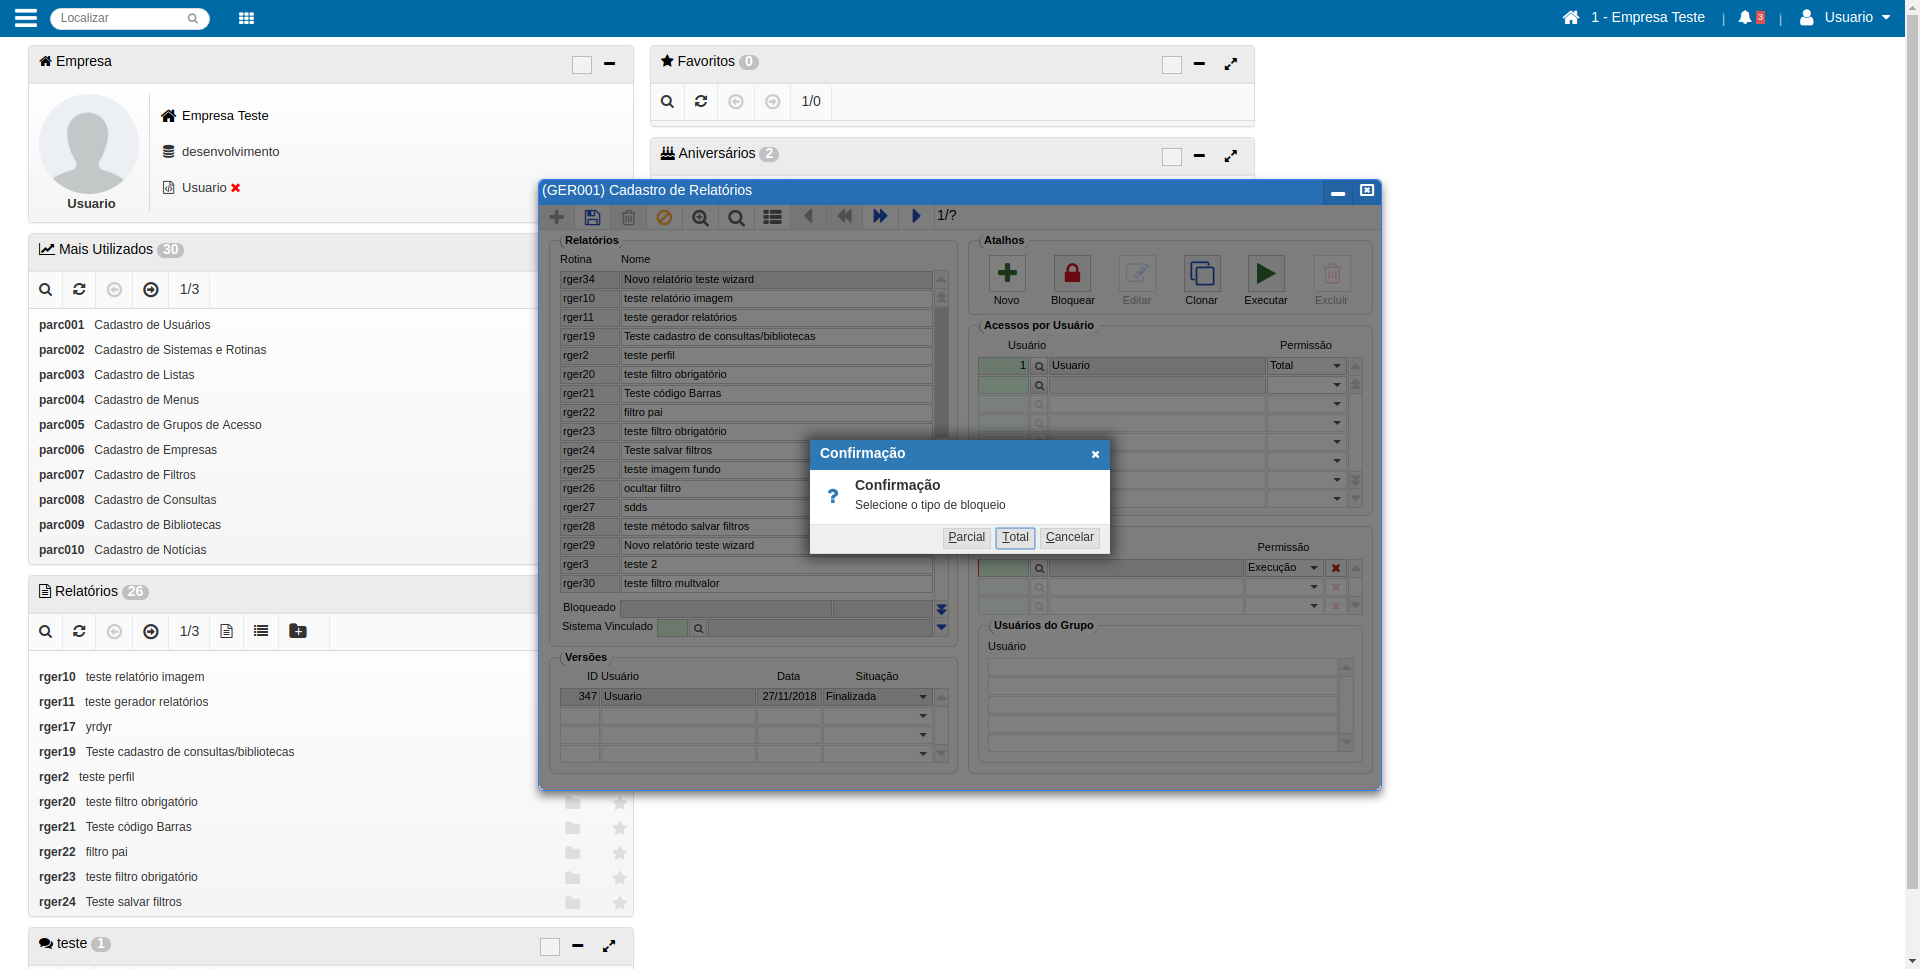 Localizar
1 - Empresa Teste
3
Usuario
Empresa
Empresa Teste
desenvolvimento
Usuario
Usuario
Mais Utilizados 30
1/3
parc001 Cadastro de Usuários
parc002 Cadastro de Sistemas e Rotinas
parc003 Cadastro de Listas
parc004 Cadastro de Menus
parc005 Cadastro de Grupos de Acesso
parc006 Cadastro de Empresas
parc007 Cadastro de Filtros
parc008 Cadastro de Consultas
parc009 Cadastro de Bibliotecas
parc010 Cadastro de Notícias
Relatórios 26
1/3
rger10 teste relatório imagem
rger11 teste gerador relatórios
rger17 yrdyr
rger19 Teste cadastro de consultas/bibliotecas
rger2 teste perfil
rger20 teste filtro obrigatório
rger21 Teste código Barras
rger22 filtro pai
rger23 teste filtro obrigatório
rger24 Teste salvar filtros
teste 1
Favoritos 0
1/0
Aniversários 2
(GER001) Cadastro de Relatórios
1/?
Relatórios
Rotina Nome
rger34 Novo relatório teste wizard
rger10 teste relatório imagem
rger11 teste gerador relatórios
rger19 Teste cadastro de consultas/bibliotecas
rger2 teste perfil
rger20 teste filtro obrigatório
rger21 Teste código Barras
rger22 filtro pai
rger23 teste filtro obrigatório
rger24 Teste salvar filtros
rger25 teste imagem fundo
rger26 ocultar filtro
rger27 sdds
rger28 teste método salvar filtros
rger29 Novo relatório teste wizard
rger3 teste 2
rger30 teste filtro multvalor
Bloqueado
Sistema Vinculado
Versões
ID Usuário Data Situação
347 Usuario 27/11/2018 Finalizada
Atalhos
Novo Bloquear Editar Clonar Executar Excluir
Acessos por Usuário
Usuário Permissão
1 Usuario Total
Permissão
Execução
Usuários do Grupo
Usuário
Confirmação
Confirmação
Selecione o tipo de bloqueio
Parcial Total Cancelar